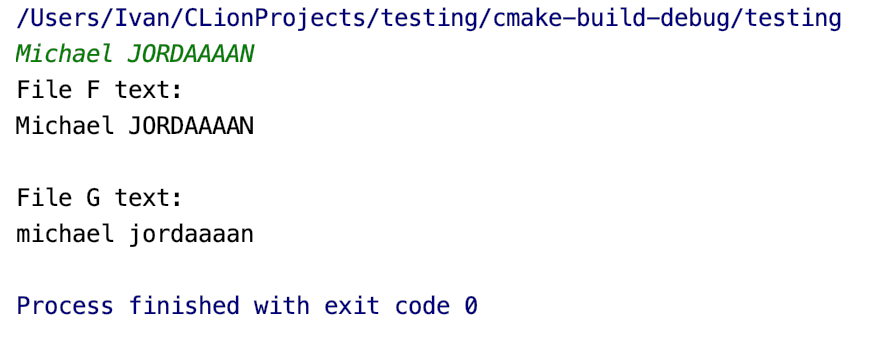 /Users/Ivan/CLionProjects/testing/cmake-build-debug/testing
Michael JORDAAAAN
File F text:
Michael JORDAAAAN
File G text:
michael jordaaaan
Process finished with exit code 0